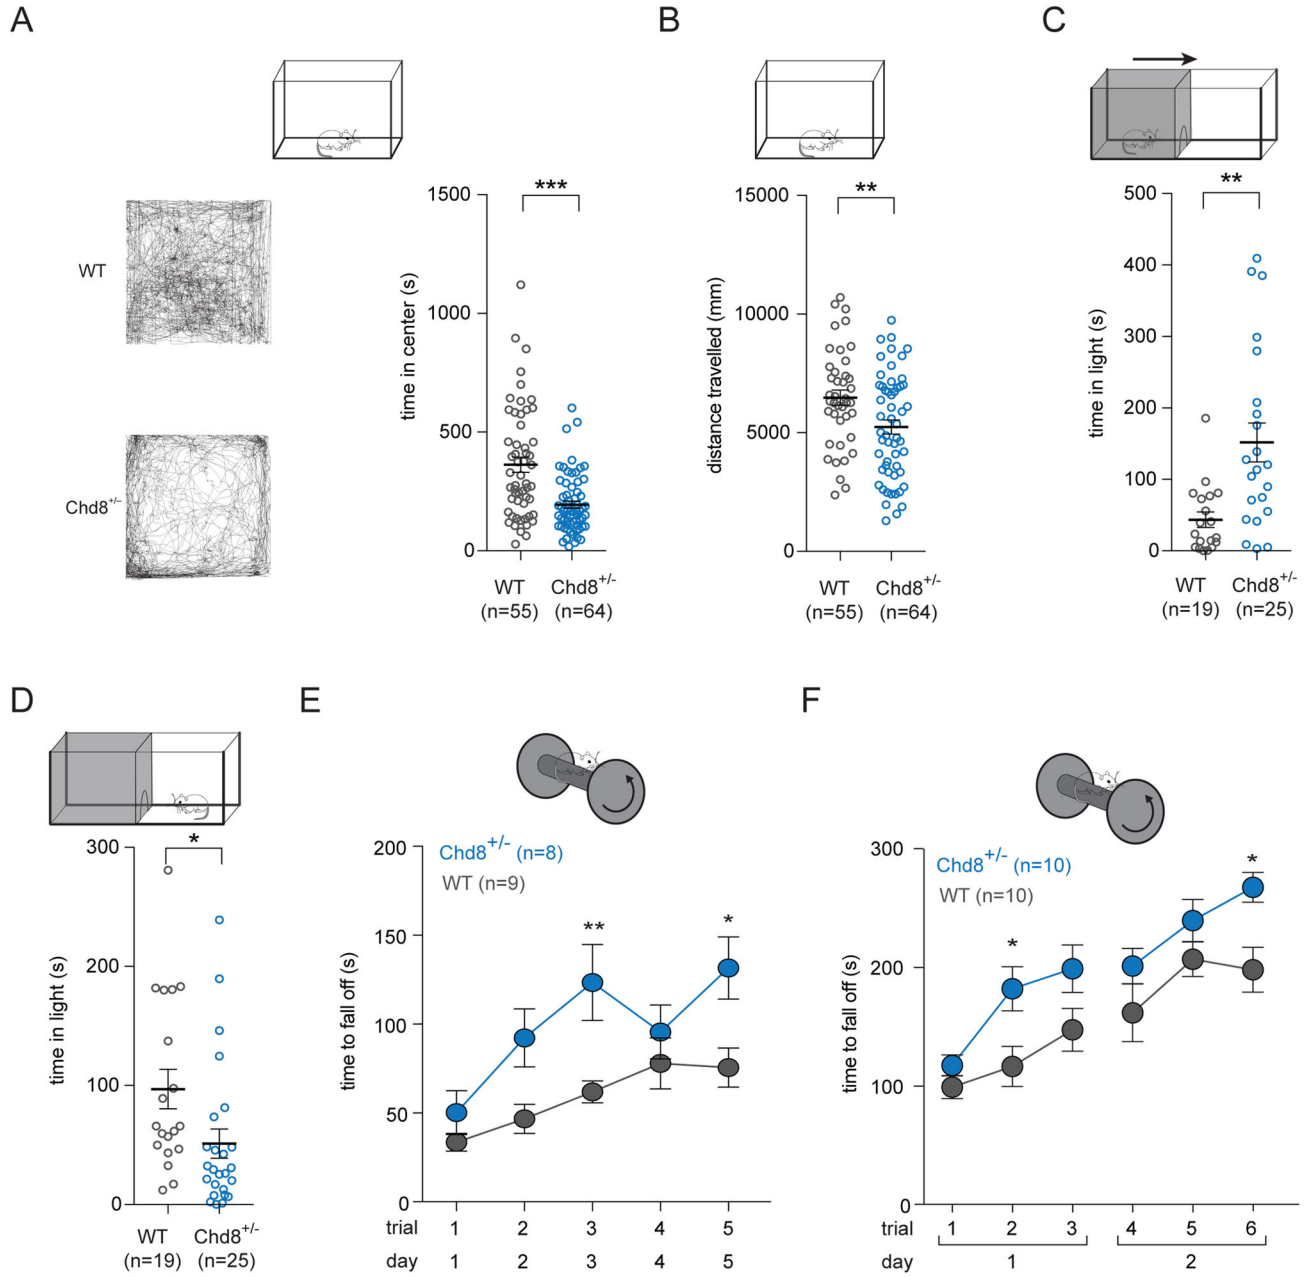 A
B
C
WT
Chd8+/-
time in center (s)
1500
1000
500
0
***
WT
(n=55)
Chd8+/-
(n=64)
distance travelled (mm)
15000
10000
5000
0
**
WT
(n=55)
Chd8+/-
(n=64)
time in light (s)
500
400
300
200
100
0
**
WT
(n=19)
Chd8+/-
(n=25)
D
E
F
time in light (s)
300
200
100
0
*
WT
(n=19)
Chd8+/-
(n=25)
Chd8+/- (n=8)
WT (n=9)
time to fall off (s)
200
150
100
50
0
**
*
trial 1 2 3 4 5
day 1 2 3 4 5
Chd8+/- (n=10)
WT (n=10)
time to fall off (s)
300
200
100
0
*
*
trial 1 2 3 4 5 6
day 1 2